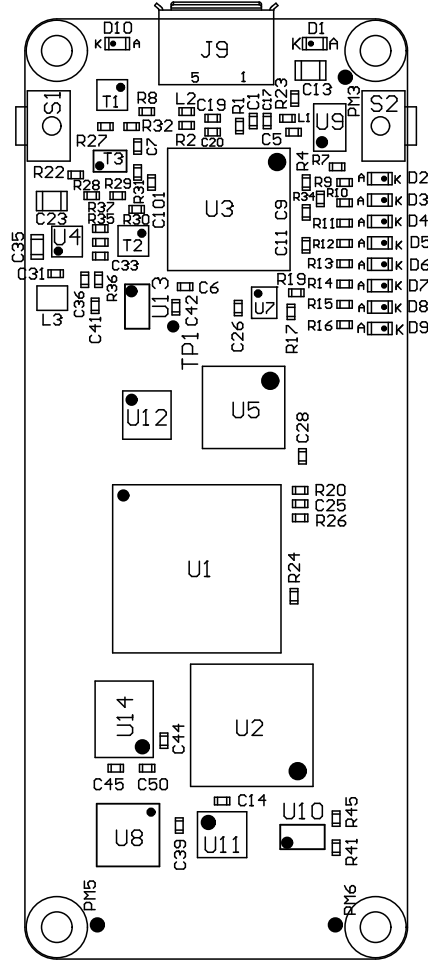 D10 D1
K A K A
J9
5 1
C13
PM3
S1 S2
T1
R8
L2
R32
R2
C19
C20
R1
C1
C17
R23
L1
C5
U9
R27
T3
C7
R22
R28
R29
R31
C101
R4
R7
R9
R34
R10
A K D2
A K D3
R11 A K D4
R12 A K D5
R13 A K D6
R14 A K D7
R15 A K D8
R16 A K D9
C23
R37
R35
R30
U3
C9
C11
C35
U4
T2
C33
C31
C36
R36
L3
C41
U13
C6
C42
TP1
C26
U7
R19
R17
U12
U5
C28
R20
C25
R26
U1
R24
U14
C44
U2
C45 C50
C14
U10
R45
U8
C39
U11
R41
PM5 PM6